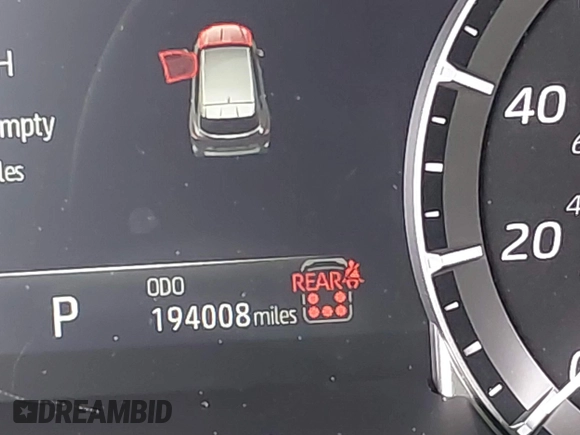 H
mpty
les
40
20
P
ODO
194008 miles
REAR
DREAMBID